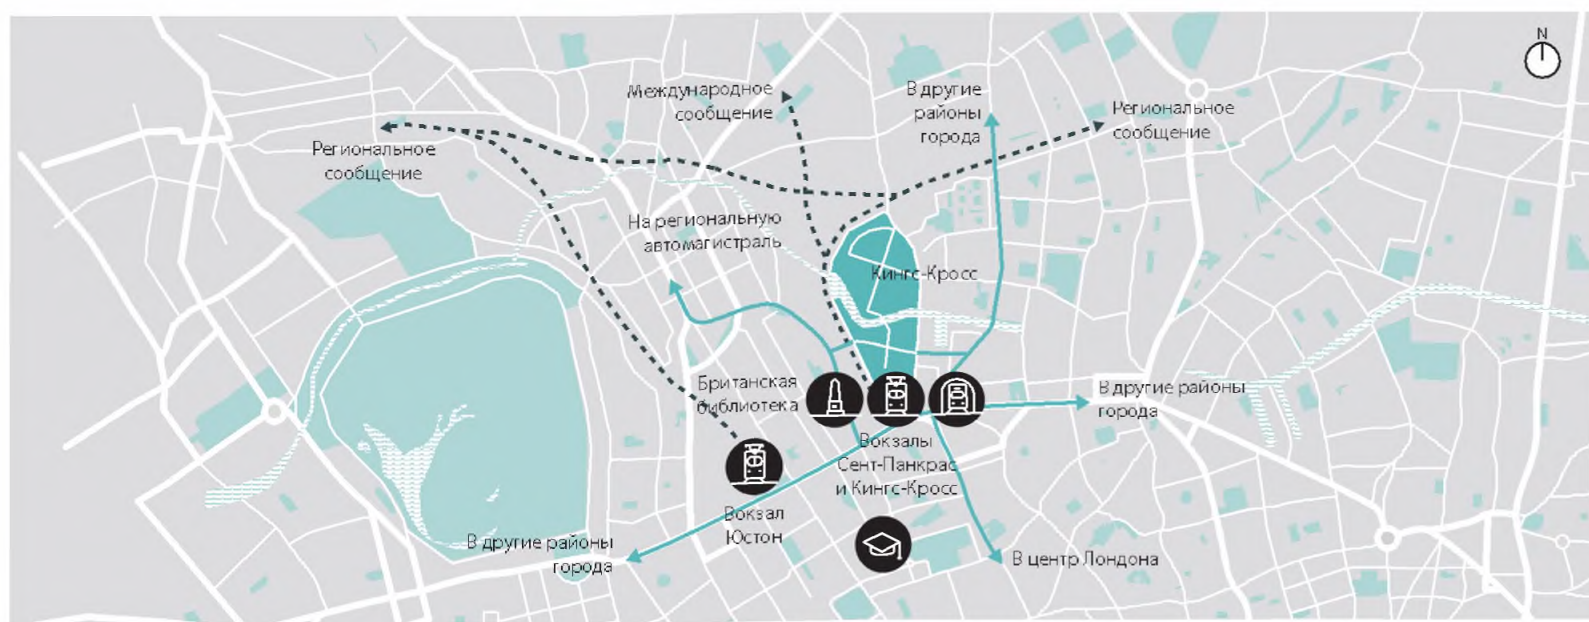 N
Международное
сообщение
В другие
районы
города
Региональное
сообщение
Региональное
сообщение
На региональную
автомагистраль
Кингс-Кросс
Британская
библиотека
В другие районы
города
Вокзалы
Сент-Панкрас
и Кингс-Кросс
Вокзал
Юстон
В другие районы
города
В центр Лондона